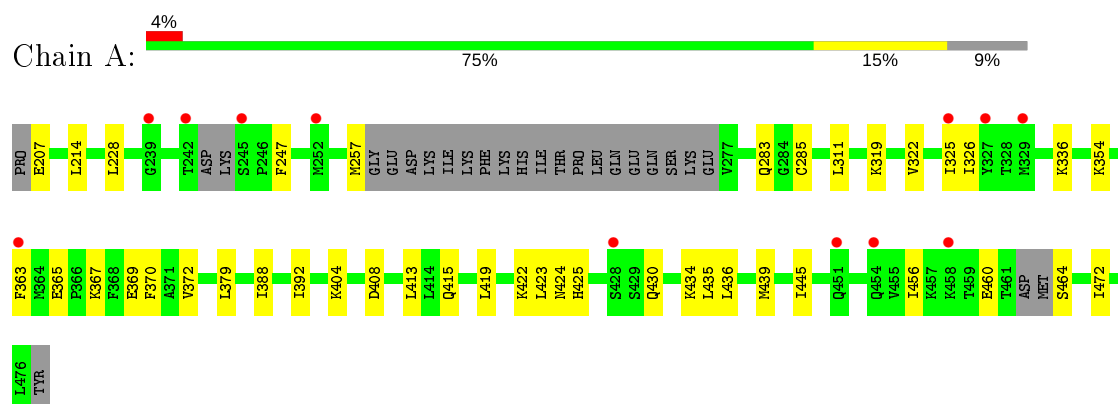 4%
Chain A:
75% 15% 9%
PRO E207 L214 L228 G239 T242 ASP LYS S245 P246 F247 M252 M257 GLY GLU ASP LYS ILE LYS PHE LYS HIS ILE THR PRO LEU GLN GLU GLN SER LYS GLU V277 Q283 G284 C285 L311 K319 V322 I325 I326 Y327 T328 M329 K336 K354
F363 M364 E365 P366 K367 F368 E369 F370 A371 V372 L379 I388 I392 K404 D408 L413 L414 Q415 L419 K422 L423 N424 H425 S428 S429 Q430 K434 L435 L436 M439 I445 Q451 Q454 V455 I456 K457 K458 T459 E460 T461 ASP MET S464 I472
L476 TYR